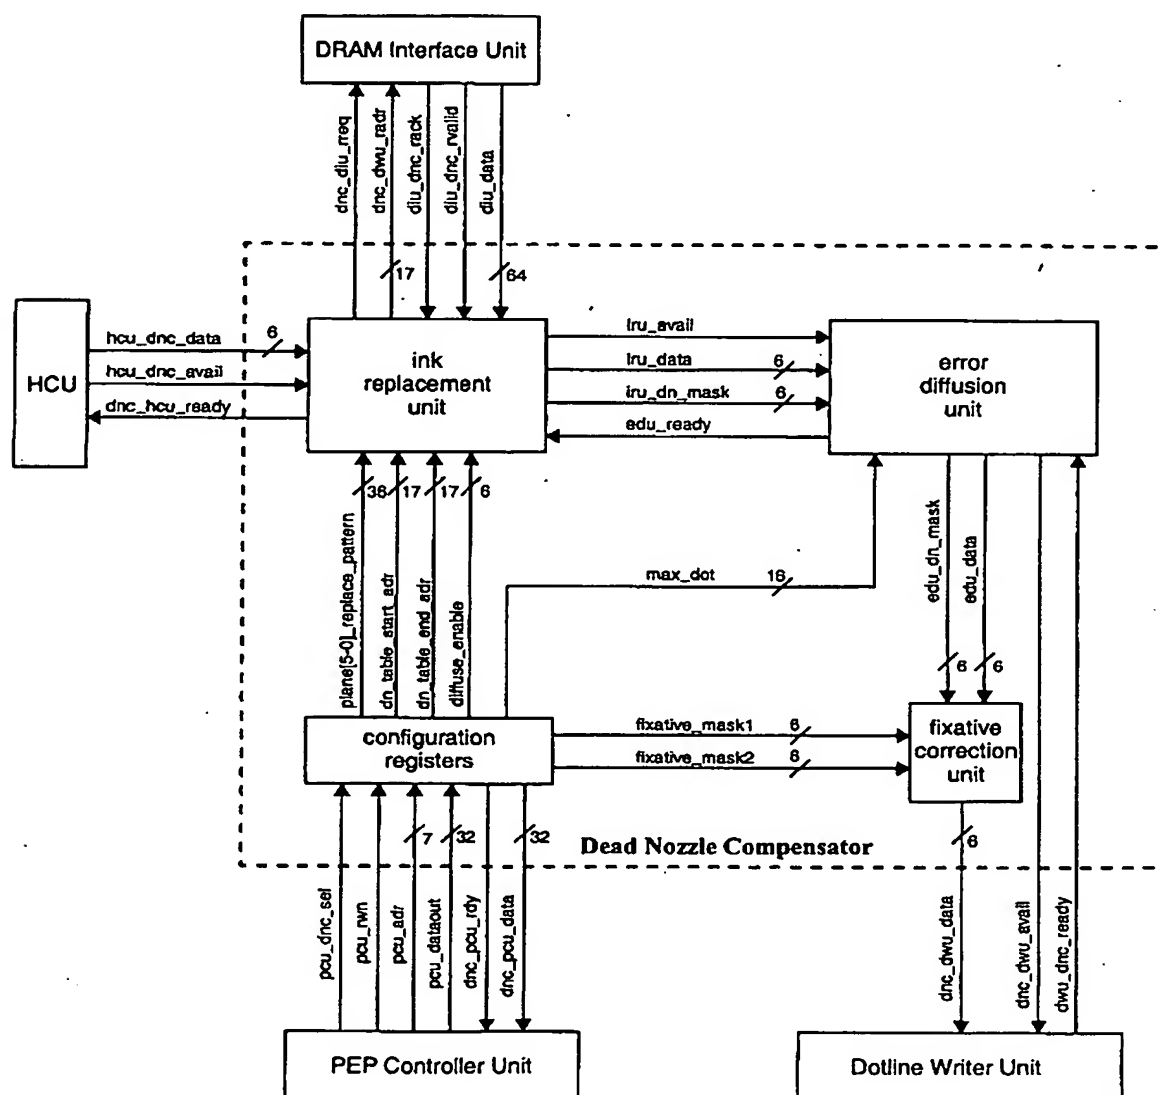 DRAM Interface Unit
dnc_diu_rreq
dnc_dwu_radr
diu_dnc_rack
diu_dnc_rvalid
diu_data
17
64
HCU
hcu_dnc_data
6
hcu_dnc_avail
dnc_hcu_ready
ink
replacement
unit
iru_avail
iru_data
6
iru_dn_mask
6
edu_ready
error
diffusion
unit
36
17
17
6
plane[5-0]_replace_pattern
dn_table_start_adr
dn_table_end_adr
diffuse_enable
max_dot
16
edu_dn_mask
edu_data
6
6
configuration
registers
fixative_mask1
6
fixative_mask2
6
fixative
correction
unit
7
32
32
6
Dead Nozzle Compensator
pcu_dnc_sel
pcu_rwn
pcu_adr
pcu_dataout
dnc_pcu_rdy
dnc_pcu_data
dnc_dwu_data
dnc_dwu_avail
dwu_dnc_ready
PEP Controller Unit
Dotline Writer Unit